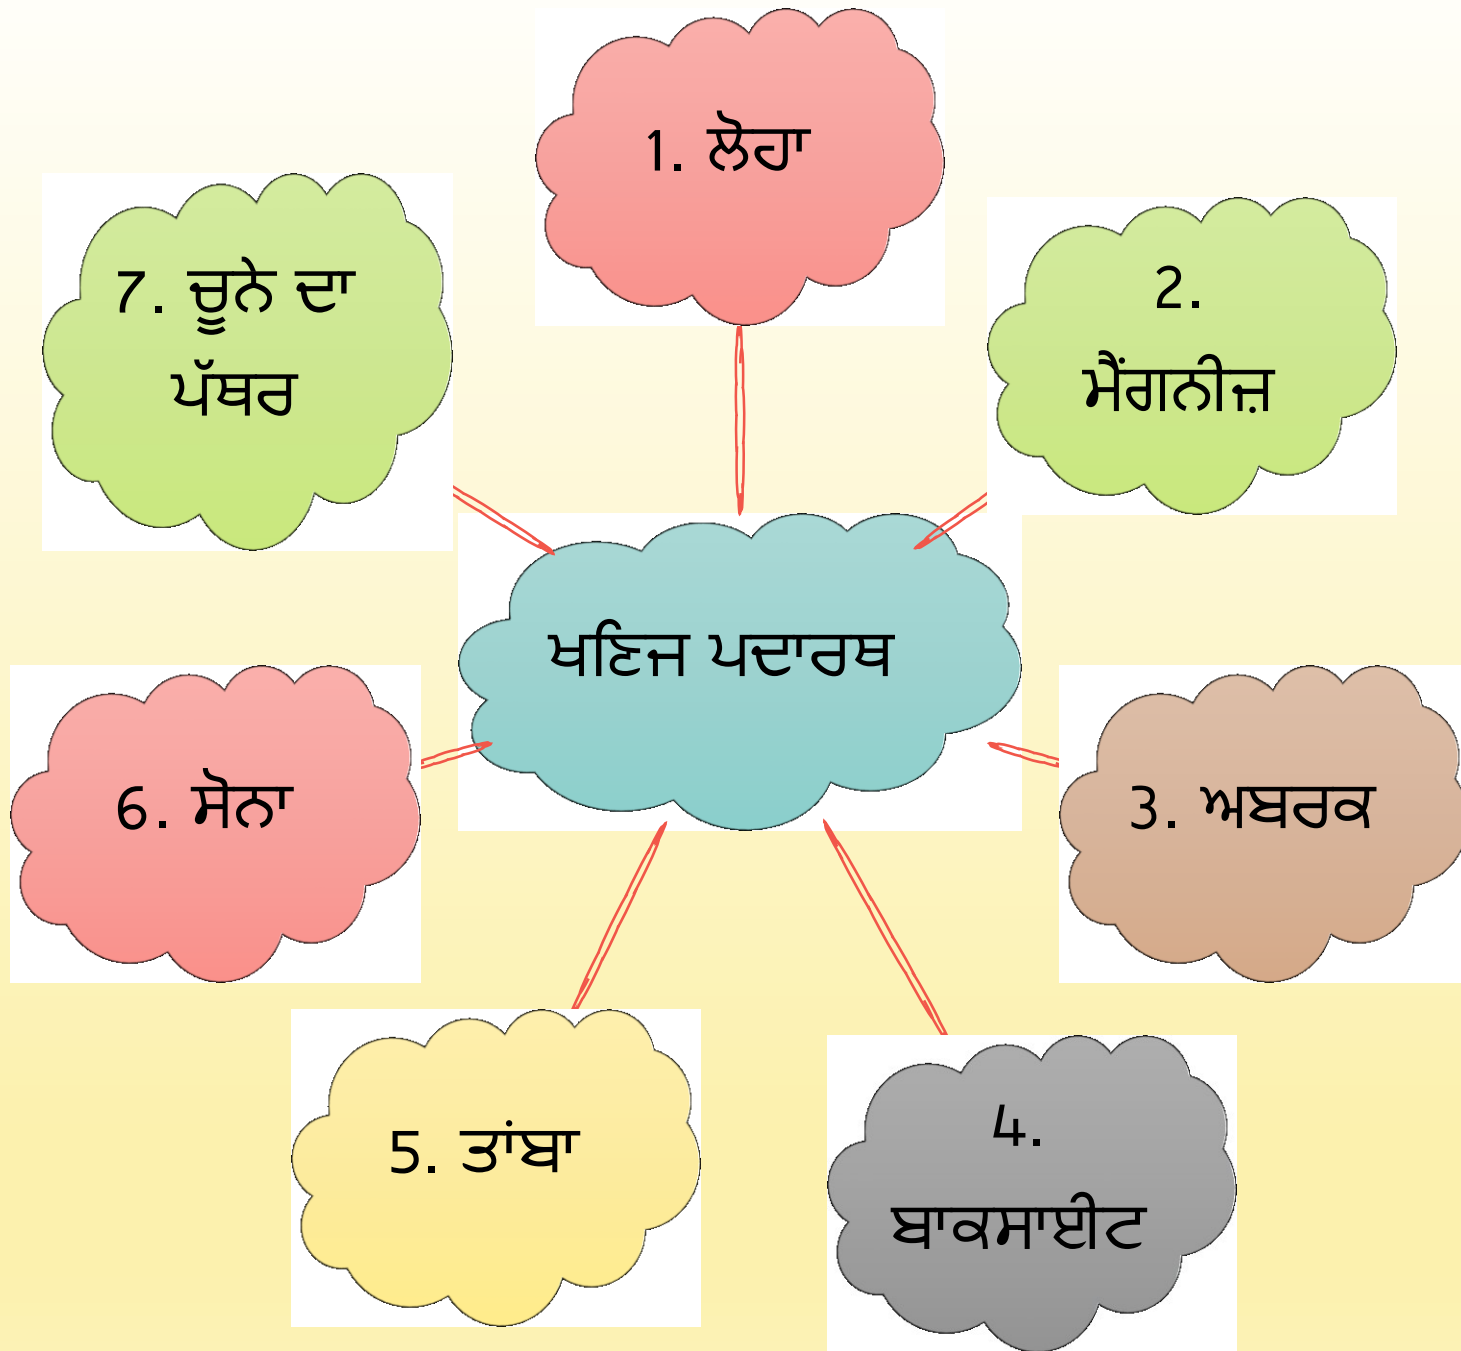 1. ਲੋਹਾ
2.
ਮੈਂਗਨੀਜ਼
3. ਅਬਰਕ
4.
ਬਾਕਸਾਈਟ
5. ਤਾਂਬਾ
6. ਸੋਨਾ
7. ਚੂਨੇ ਦਾ
ਪੱਥਰ
ਖਣਿਜ ਪਦਾਰਥ